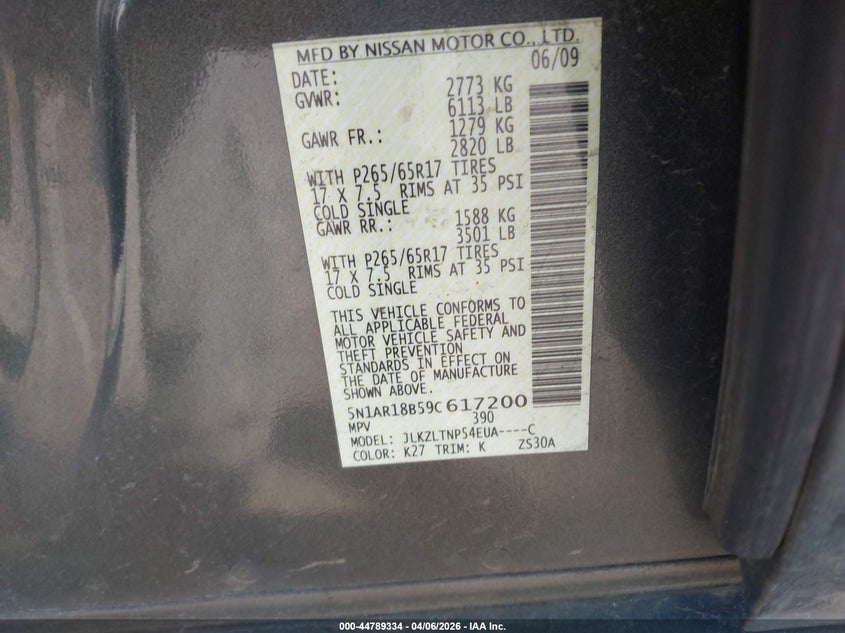 MFD BY NISSAN MOTOR CO., LTD.
DATE: 06/09
GVWR: 2773 KG
6113 LB
GAWR FR.: 1279 KG
2820 LB
WITH P265/65R17 TIRES
17 X 7.5 RIMS AT 35 PSI
COLD SINGLE
GAWR RR.: 1588 KG
3501 LB
WITH P265/65R17 TIRES
17 X 7.5 RIMS AT 35 PSI
COLD SINGLE
THIS VEHICLE CONFORMS TO
ALL APPLICABLE FEDERAL
MOTOR VEHICLE SAFETY AND
THEFT PREVENTION
STANDARDS IN EFFECT ON
THE DATE OF MANUFACTURE
SHOWN ABOVE.
5N1AR18B59C617200
MPV 390
MODEL: JLKZLTNP54EUA----C
COLOR: K27 TRIM: K ZS30A
000-44789334 - 04/06/2026 - IAA Inc.